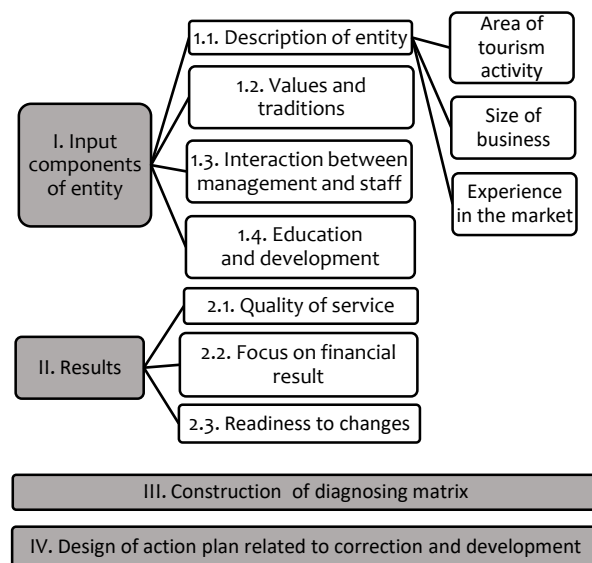 1.1. Description of entity
Area of
tourism
activity
1.2. Values and
traditions
Size of
business
I. Input
components
of entity
1.3. Interaction between
management and staff
Experience
in the market
1.4. Education
and development
2.1. Quality of service
II. Results
2.2. Focus on financial
result
2.3. Readiness to changes
III. Construction of diagnosing matrix
IV. Design of action plan related to correction and development